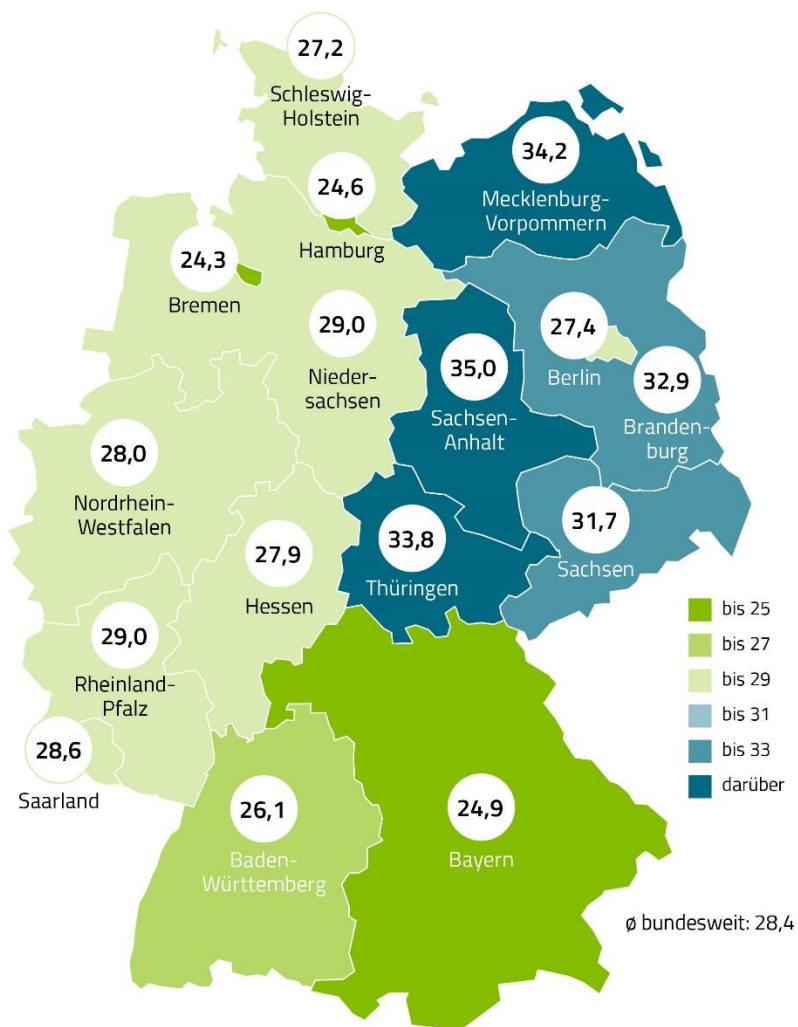 27,2
Schleswig-
Holstein
34,2
Mecklenburg-
Vorpommern
24,6
Hamburg
24,3
Bremen
29,0
Nieder-
sachsen
27,4
Berlin
35,0
Sachsen-
Anhalt
32,9
Branden-
burg
28,0
Nordrhein-
Westfalen
31,7
Sachsen
33,8
Thüringen
27,9
Hessen
29,0
Rheinland-
Pfalz
28,6
Saarland
26,1
Baden-
Württemberg
24,9
Bayern
bis 25
bis 27
bis 29
bis 31
bis 33
darüber
ø bundesweit: 28,4